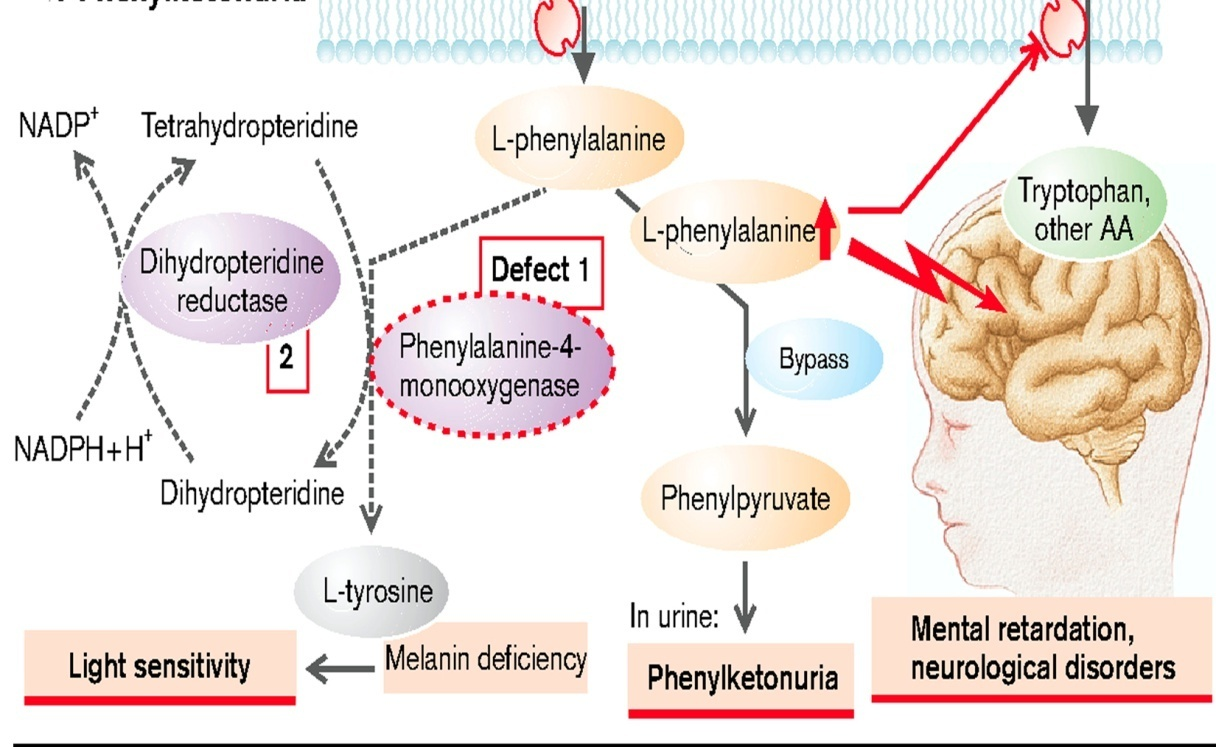 NADP+
Tetrahydropteridine
L-phenylalanine
L-phenylalanine
Tryptophan,
other AA
Dihydropteridine
reductase
2
Defect 1
Phenylalanine-4-
monooxygenase
Bypass
NADPH+H+
Dihydropteridine
Phenylpyruvate
L-tyrosine
In urine:
Light sensitivity
Melanin deficiency
Phenylketonuria
Mental retardation,
neurological disorders